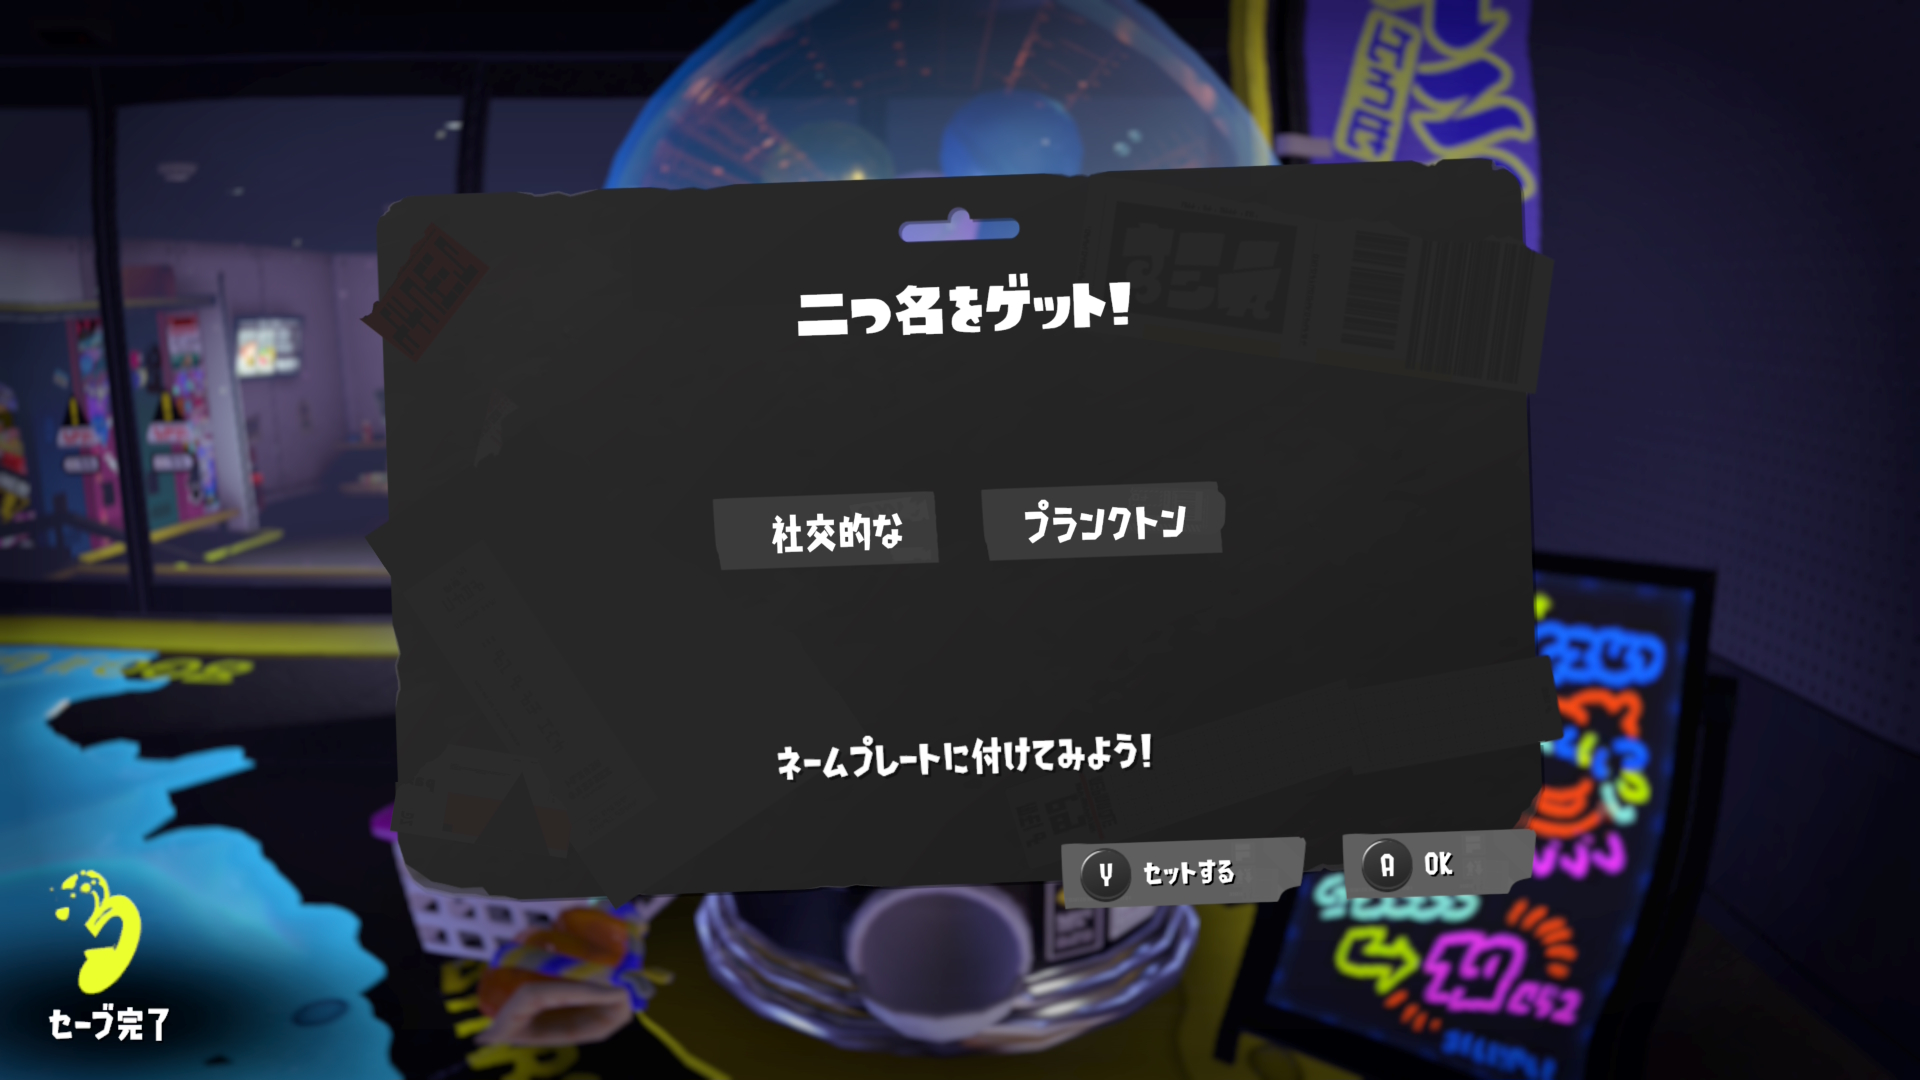 二つ名をゲット!
社交的な
プランクトン
ネームプレートに付けてみよう!
Y セットする
A OK
セーブ完了